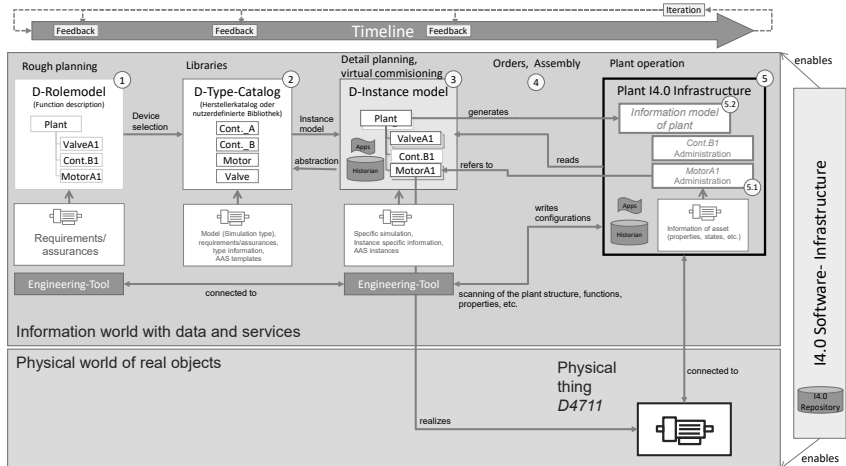 Iteration
Timeline
Feedback
Feedback
Feedback
enables
Rough planning
Libraries
Detail planning,
virtual commisioning
Orders, Assembly
Plant operation
1
2
3
4
5
D-Rolemodel
(Function description)
Plant
ValveA1
Cont.B1
MotorA1
Device
selection
D-Type-Catalog
(Herstellerkatalog oder
nutzerdefinierte Bibliothek)
Cont._A
Cont._B
Motor
Valve
Instance
model
abstraction
D-Instance model
Plant
ValveA1
Cont.B1
MotorA1
Apps
Historian
generates
reads
refers to
writes
configurations
Plant I4.0 Infrastructure
Information model
of plant
5.2
Cont.B1
Administration
MotorA1
Administration
5.1
Apps
Historian
Information of asset
(properties, states, etc.)
Requirements/
assurances
Model (Simulation type),
requirements/assurances,
type information,
AAS templates
Specific simulation,
Instance specific information,
AAS instances
Engineering-Tool
connected to
Engineering-Tool
scanning of the plant structure, functions,
properties, etc.
Information world with data and services
Physical world of real objects
Physical
thing
D4711
connected to
realizes
I4.0 Software- Infrastructure
I4.0
Repository
enables